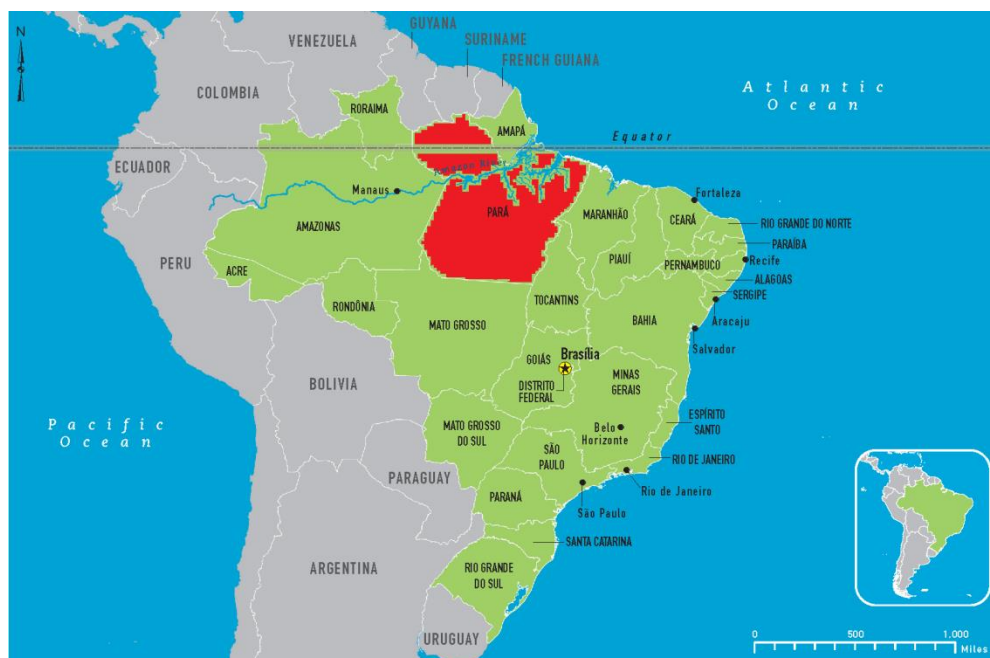 N
GUYANA
VENEZUELA
SURINAME
FRENCH GUIANA
COLOMBIA
RORAIMA
Atlantic
Ocean
AMAPÁ
Equator
ECUADOR
Amazon River
Manaus
Fortaleza
PARÁ
MARANHÃO
CEARÁ
RIO GRANDE DO NORTE
AMAZONAS
PARAÍBA
PERU
PIAUÍ
PERNAMBUCO
Recife
ACRE
ALAGOAS
TOCANTINS
SERGIPE
RONDÔNIA
BAHIA
Aracaju
MATO GROSSO
Salvador
GOIÁS
Brasília
BOLIVIA
DISTRITO
FEDERAL
MINAS
GERAIS
Pacific
Ocean
MATO GROSSO
DO SUL
Belo
Horizonte
ESPÍRITO
SANTO
SÃO
PAULO
RIO DE JANEIRO
PARAGUAY
Rio de Janeiro
PARANÁ
São Paulo
SANTA CATARINA
ARGENTINA
RIO GRANDE
DO SUL
URUGUAY
0 500 1,000
Miles